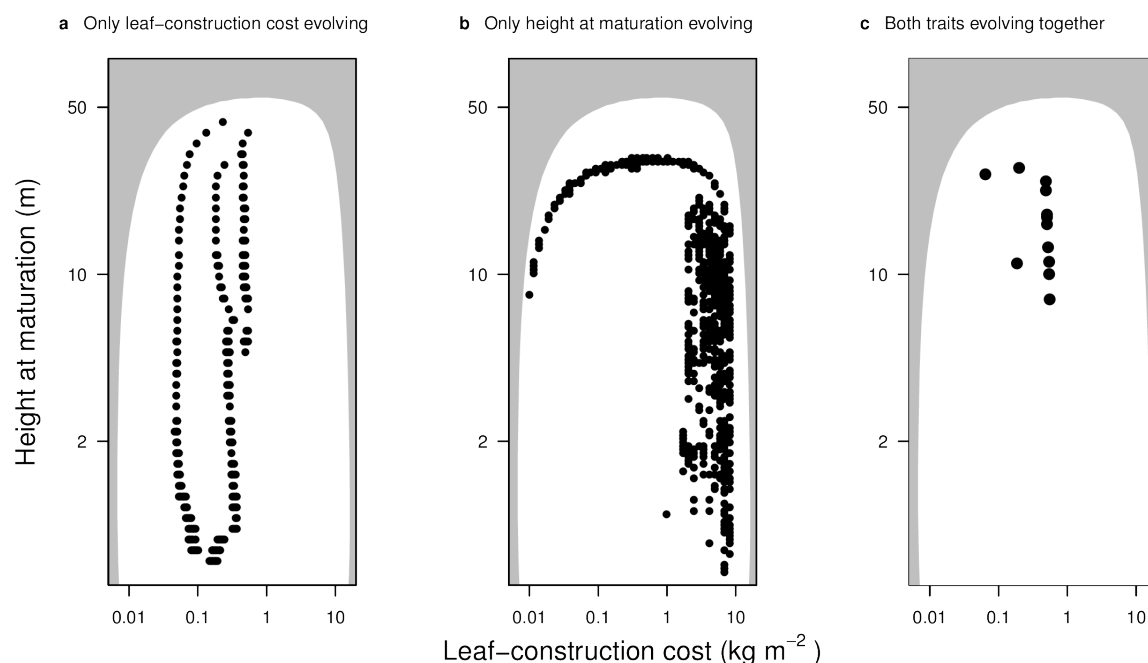 a Only leaf−construction cost evolving
b Only height at maturation evolving
c Both traits evolving together
Height at maturation (m)
50
10
2
0.01 0.1 1 10
50
10
2
0.01 0.1 1 10
50
10
2
0.01 0.1 1 10
Leaf−construction cost (kg m⁻²)